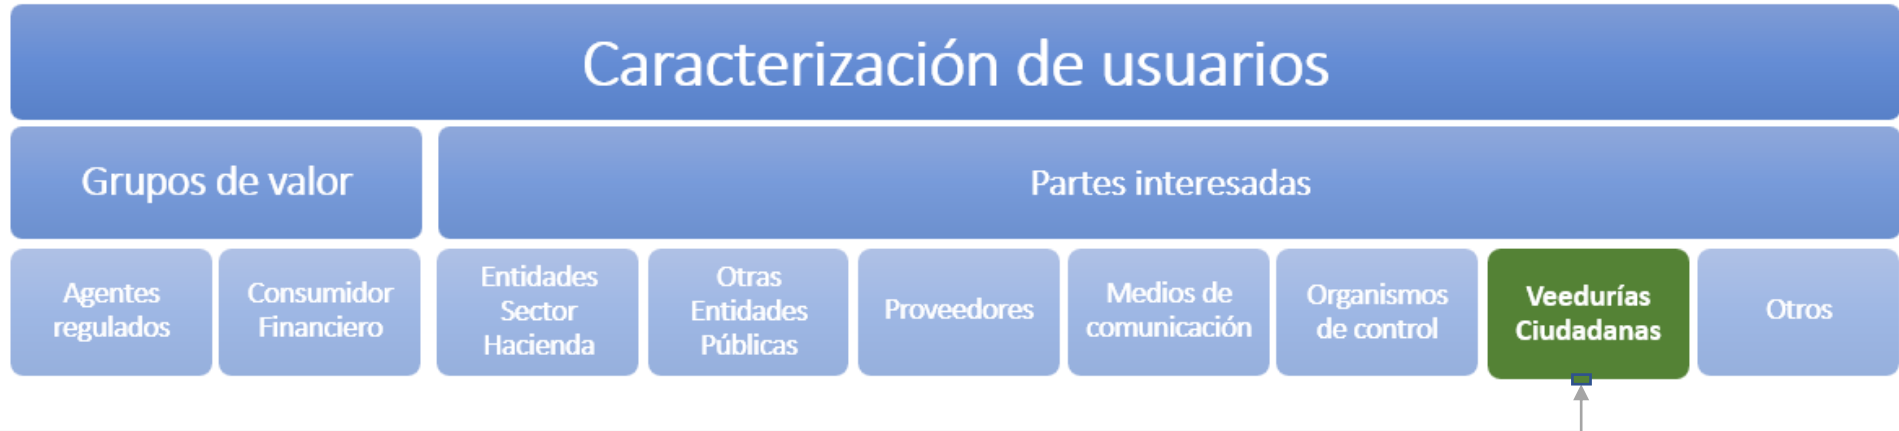 Caracterización de usuarios
Grupos de valor
Partes interesadas
Agentes
regulados
Consumidor
Financiero
Entidades
Sector
Hacienda
Otras
Entidades
Públicas
Proveedores
Medios de
comunicación
Organismos
de control
Veedurías
Ciudadanas
Otros